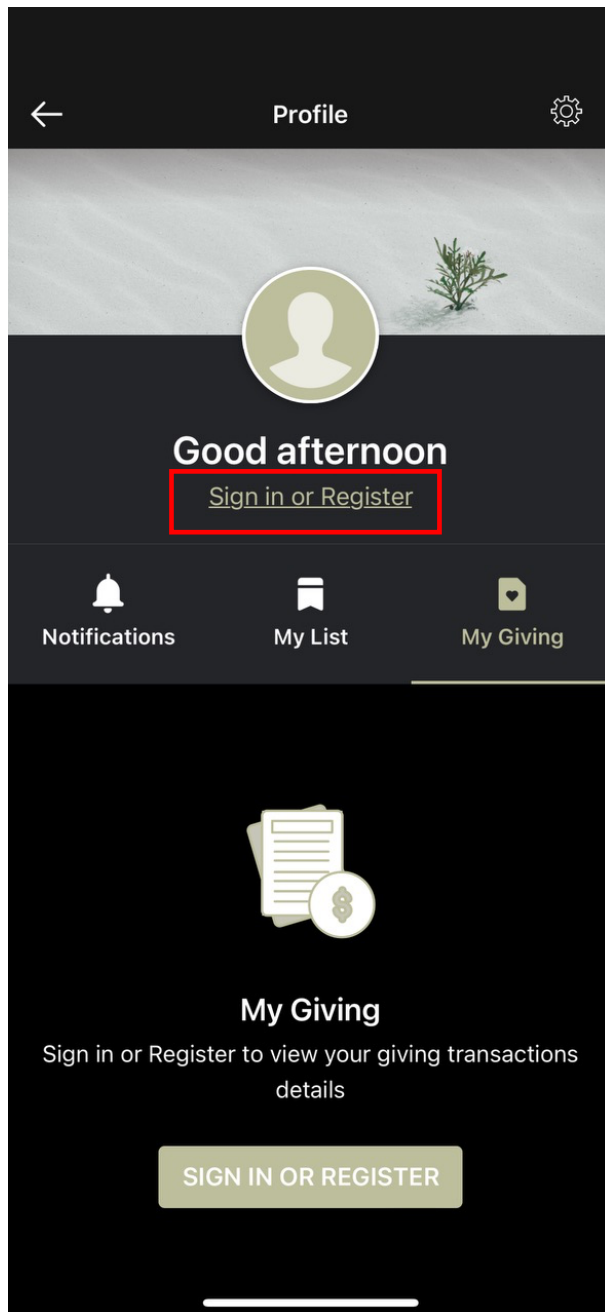 Profile
Good afternoon
Sign in or Register
Notifications
My List
My Giving
$
My Giving
Sign in or Register to view your giving transactions
details
SIGN IN OR REGISTER